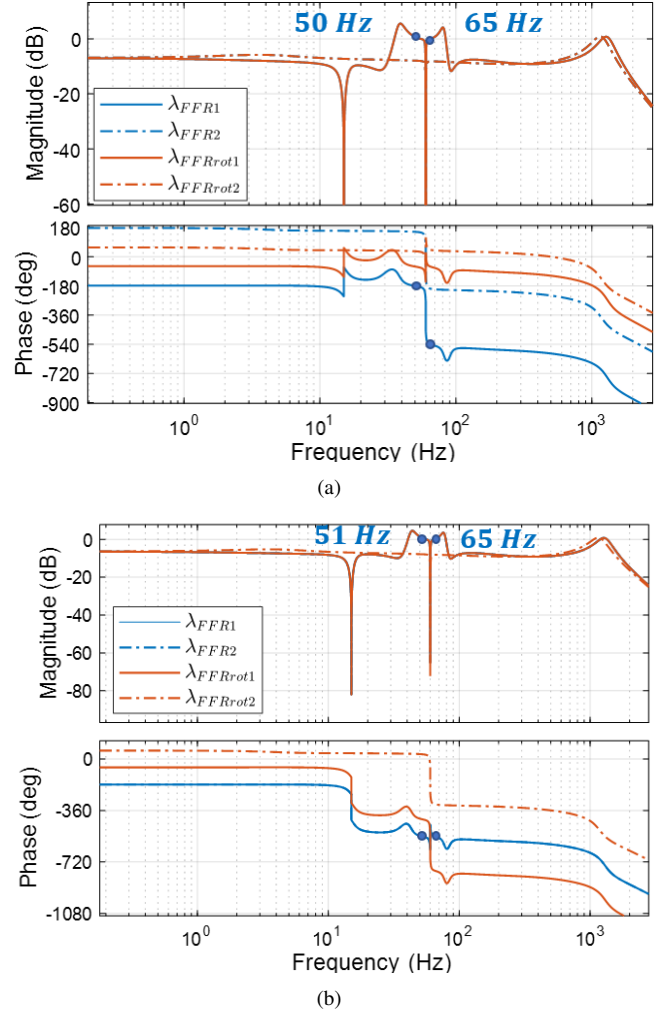 50 Hz 65 Hz
Magnitude (dB)
0
-20
-40
-60
λFFR1
λFFR2
λFFRrot1
λFFRrot2
Phase (deg)
180
0
-180
-360
-540
-720
-900
10^0 10^1 10^2 10^3
Frequency (Hz)
(a)
51 Hz 65 Hz
Magnitude (dB)
0
-20
-40
-60
-80
λFFR1
λFFR2
λFFRrot1
λFFRrot2
Phase (deg)
0
-360
-720
-1080
10^0 10^1 10^2 10^3
Frequency (Hz)
(b)